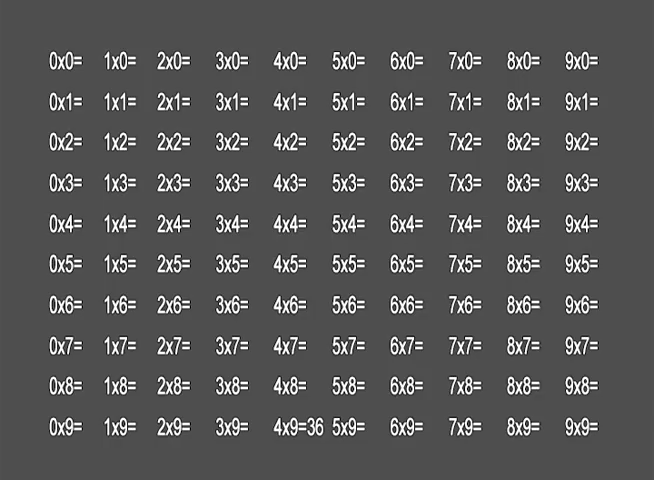 0x0= 1x0= 2x0= 3x0= 4x0= 5x0= 6x0= 7x0= 8x0= 9x0=
0x1= 1x1= 2x1= 3x1= 4x1= 5x1= 6x1= 7x1= 8x1= 9x1=
0x2= 1x2= 2x2= 3x2= 4x2= 5x2= 6x2= 7x2= 8x2= 9x2=
0x3= 1x3= 2x3= 3x3= 4x3= 5x3= 6x3= 7x3= 8x3= 9x3=
0x4= 1x4= 2x4= 3x4= 4x4= 5x4= 6x4= 7x4= 8x4= 9x4=
0x5= 1x5= 2x5= 3x5= 4x5= 5x5= 6x5= 7x5= 8x5= 9x5=
0x6= 1x6= 2x6= 3x6= 4x6= 5x6= 6x6= 7x6= 8x6= 9x6=
0x7= 1x7= 2x7= 3x7= 4x7= 5x7= 6x7= 7x7= 8x7= 9x7=
0x8= 1x8= 2x8= 3x8= 4x8= 5x8= 6x8= 7x8= 8x8= 9x8=
0x9= 1x9= 2x9= 3x9= 4x9=36 5x9= 6x9= 7x9= 8x9= 9x9=